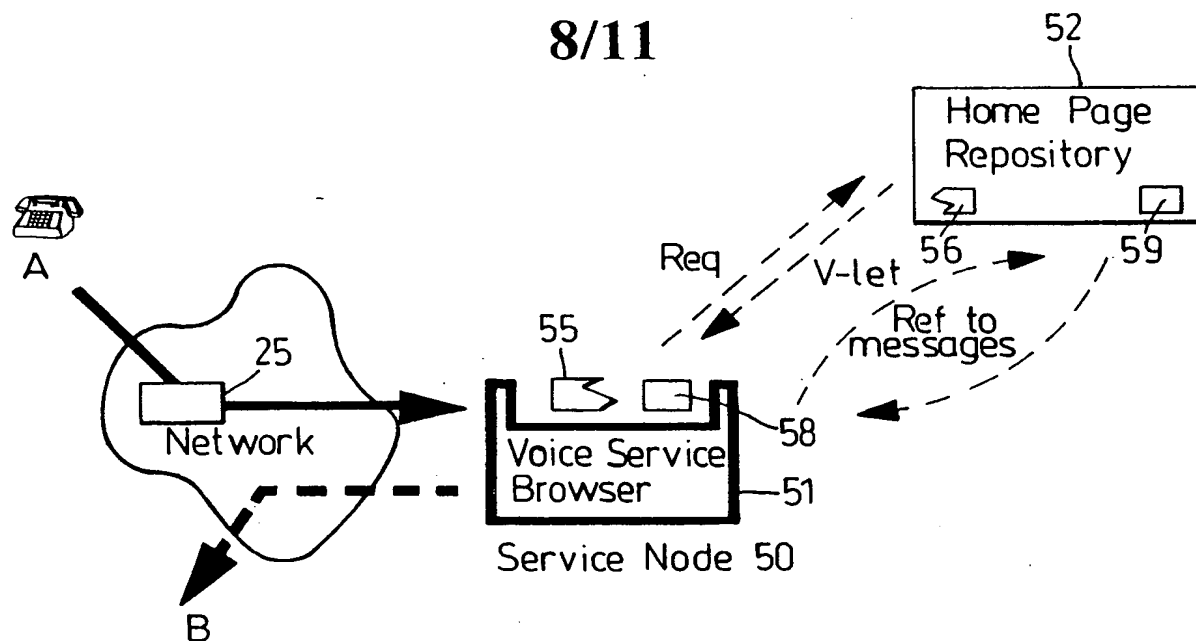 8/11
52
Home Page
Repository
56
59
A
Req
V-let
Ref to
messages
25
Network
55
58
Voice Service
Browser
51
Service Node 50
B